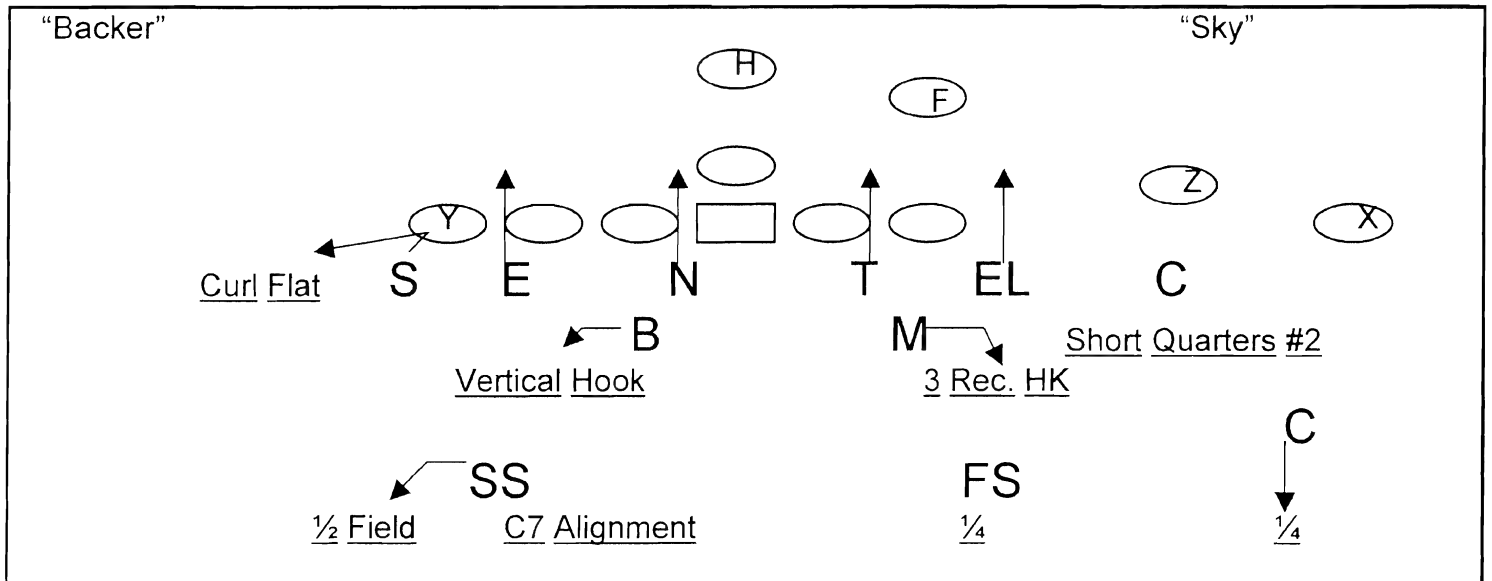 “Backer” “Sky”
H
F
Z
Y X
S E N T EL C
Curl Flat
B M Short Quarters #2
Vertical Hook 3 Rec. HK
C
SS FS
½ Field C7 Alignment ¼ ¼